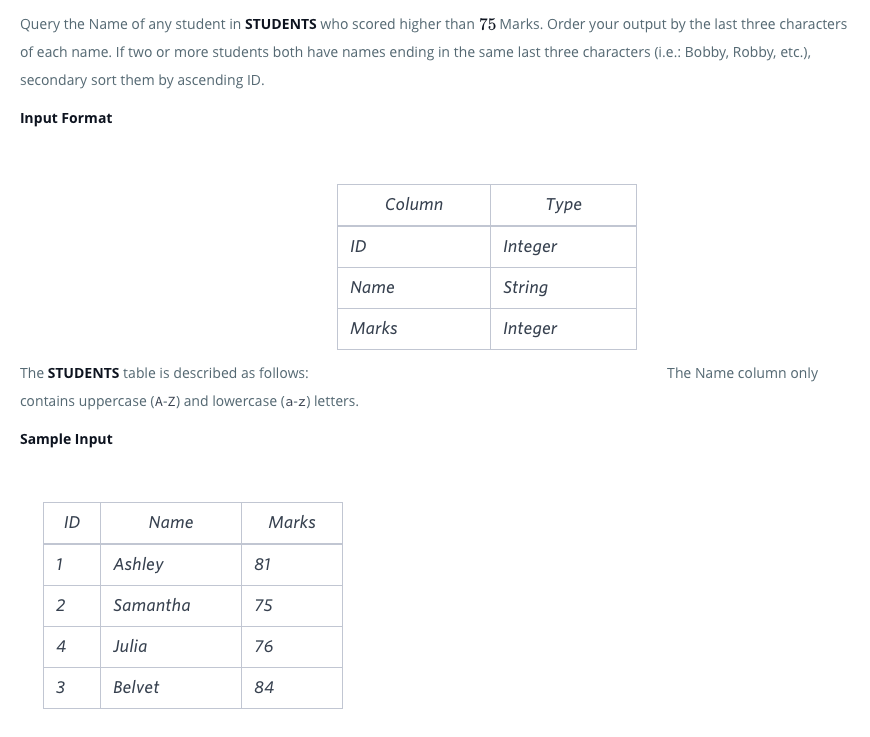 Query the Name of any student in STUDENTS who scored higher than 75 Marks. Order your output by the last three characters
of each name. If two or more students both have names ending in the same last three characters (i.e.: Bobby, Robby, etc.),
secondary sort them by ascending ID.
Input Format
Column Type
ID Integer
Name String
Marks Integer
The STUDENTS table is described as follows: The Name column only
contains uppercase (A-Z) and lowercase (a-z) letters.
Sample Input
ID Name Marks
1 Ashley 81
2 Samantha 75
4 Julia 76
3 Belvet 84